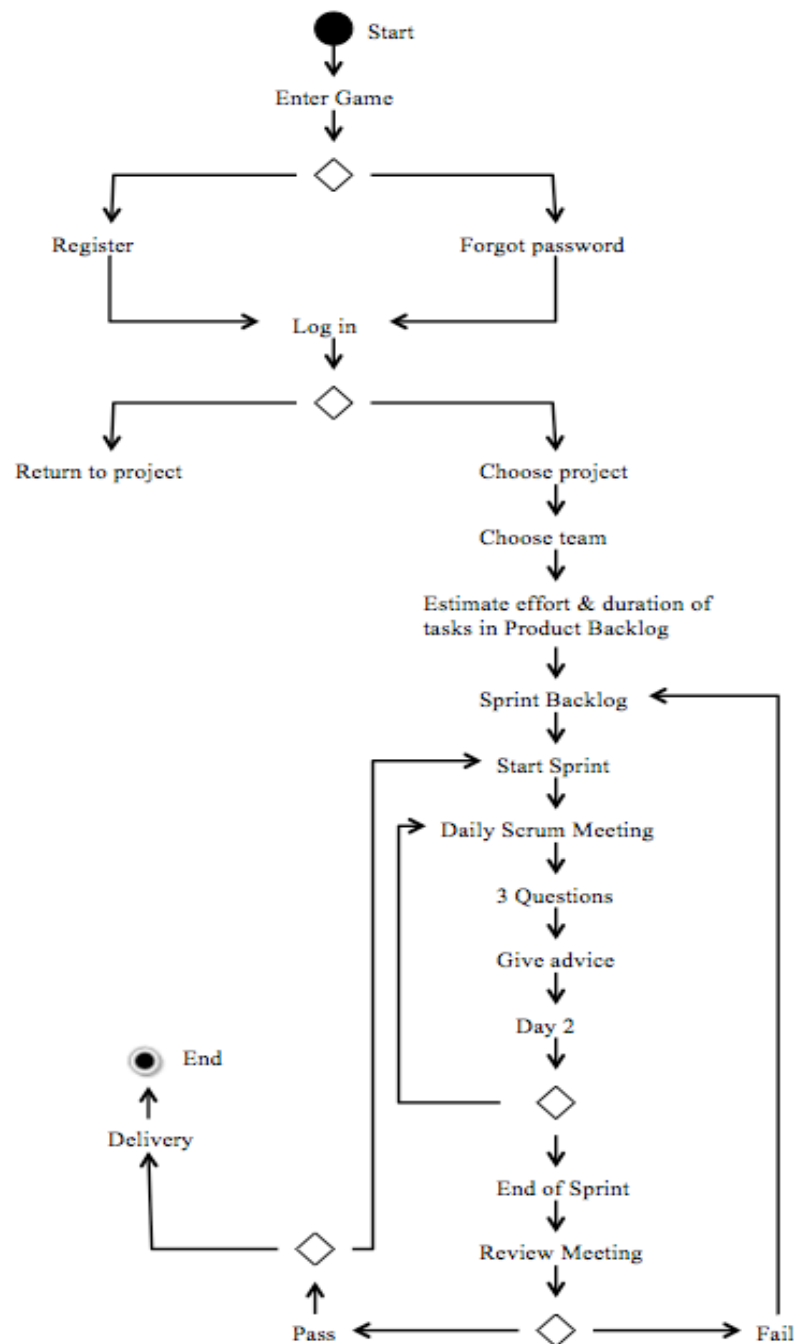 Start
Enter Game
Register
Forgot password
Log in
Return to project
Choose project
Choose team
Estimate effort & duration of
tasks in Product Backlog
Sprint Backlog
Start Sprint
Daily Scrum Meeting
3 Questions
Give advice
Day 2
End
Delivery
End of Sprint
Review Meeting
Pass
Fail